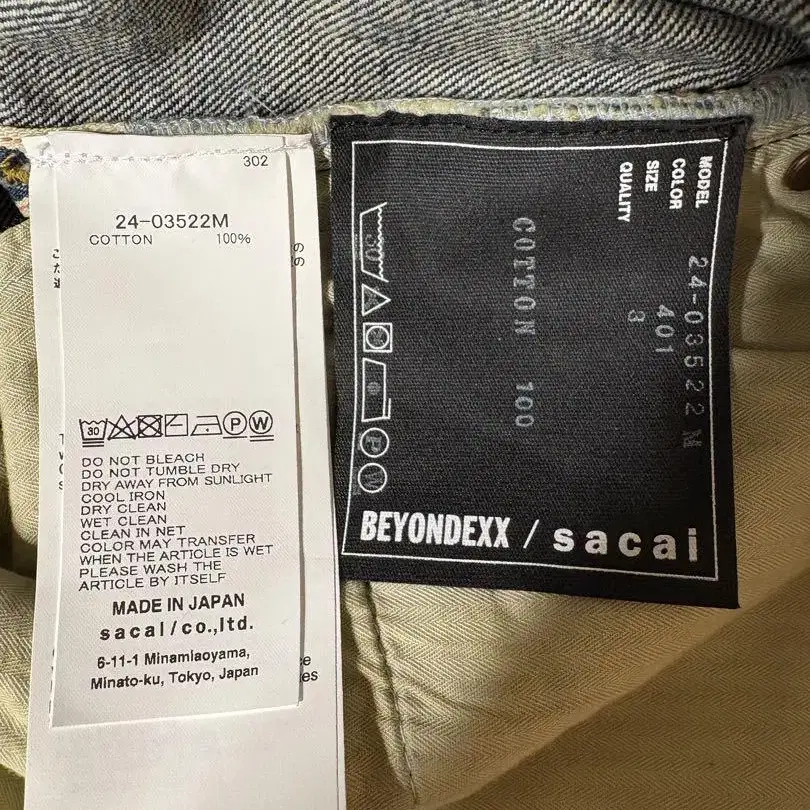 302
24-03522M
COTTON 100%
30
P W
DO NOT BLEACH
DO NOT TUMBLE DRY
DRY AWAY FROM SUNLIGHT
COOL IRON
DRY CLEAN
WET CLEAN
CLEAN IN NET
COLOR MAY TRANSFER
WHEN THE ARTICLE IS WET
PLEASE WASH THE
ARTICLE BY ITSELF
MADE IN JAPAN
sacai/co.,ltd.
6-11-1 Minamiaoyama,
Minato-ku, Tokyo, Japan
MODEL 24-03522M
COLOR 401
SIZE 3
QUALITY
COTTON 100
30
P
W
BEYONDEXX / sacai